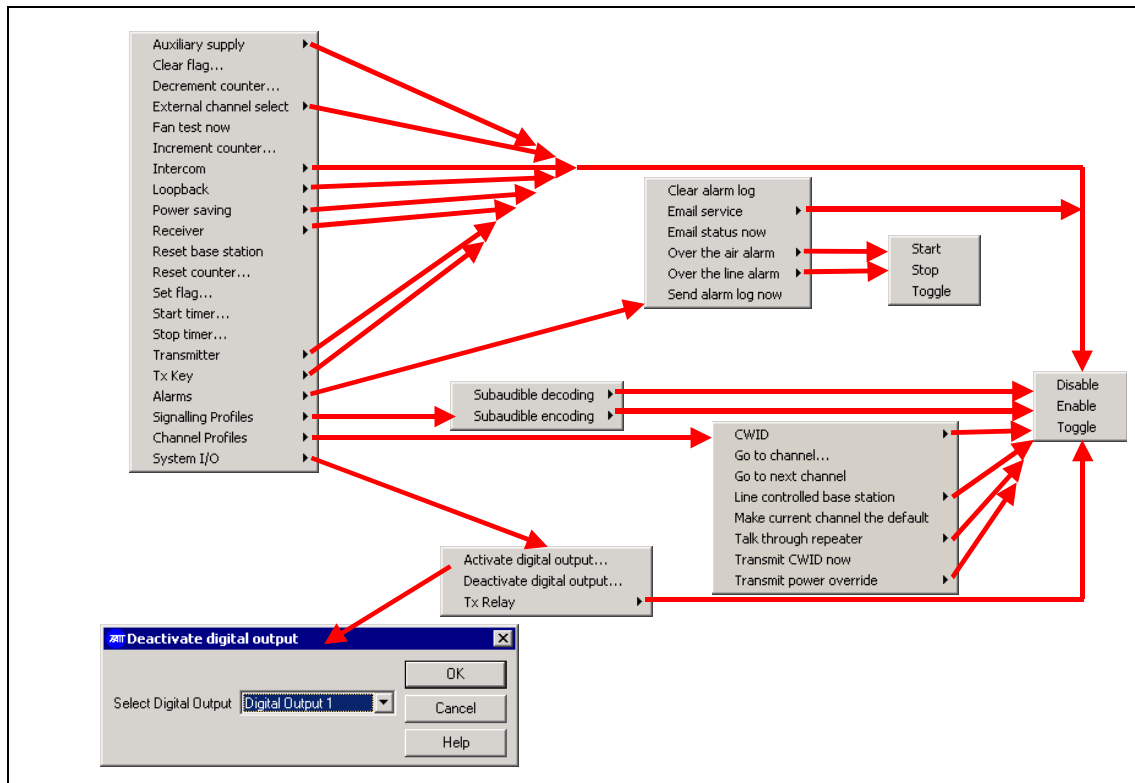 Auxiliary supply
Clear flag...
Decrement counter...
External channel select
Fan test now
Increment counter...
Intercom
Loopback
Power saving
Receiver
Reset base station
Reset counter...
Set flag...
Start timer...
Stop timer...
Transmitter
Tx Key
Alarms
Signalling Profiles
Channel Profiles
System I/O
Clear alarm log
Email service
Email status now
Over the air alarm
Over the line alarm
Send alarm log now
Start
Stop
Toggle
Subaudible decoding
Subaudible encoding
Disable
Enable
Toggle
CWID
Go to channel...
Go to next channel
Line controlled base station
Make current channel the default
Talk through repeater
Transmit CWID now
Transmit power override
Activate digital output...
Deactivate digital output...
Tx Relay
TAIT Deactivate digital output
Select Digital Output Digital Output 1
OK
Cancel
Help